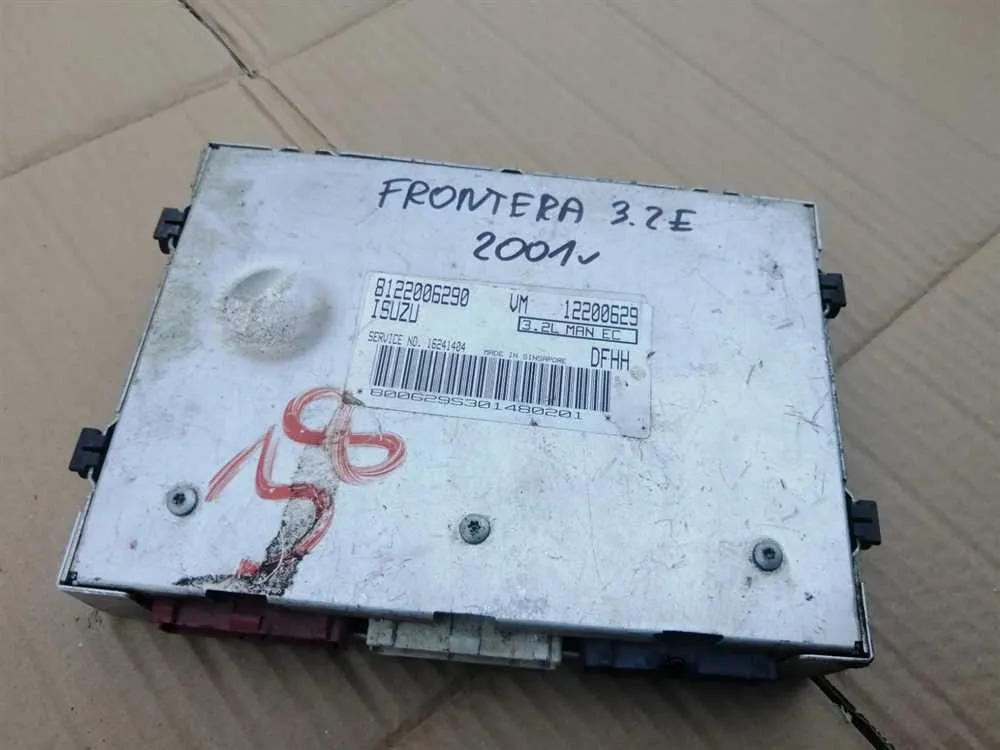 FRONTERA 3.2E
2001
8122006290 VM 12200629
ISUZU 3.2L MAN EC
SERVICE NO. 16241404 MADE IN SINGAPORE DFHH
800629S301480201